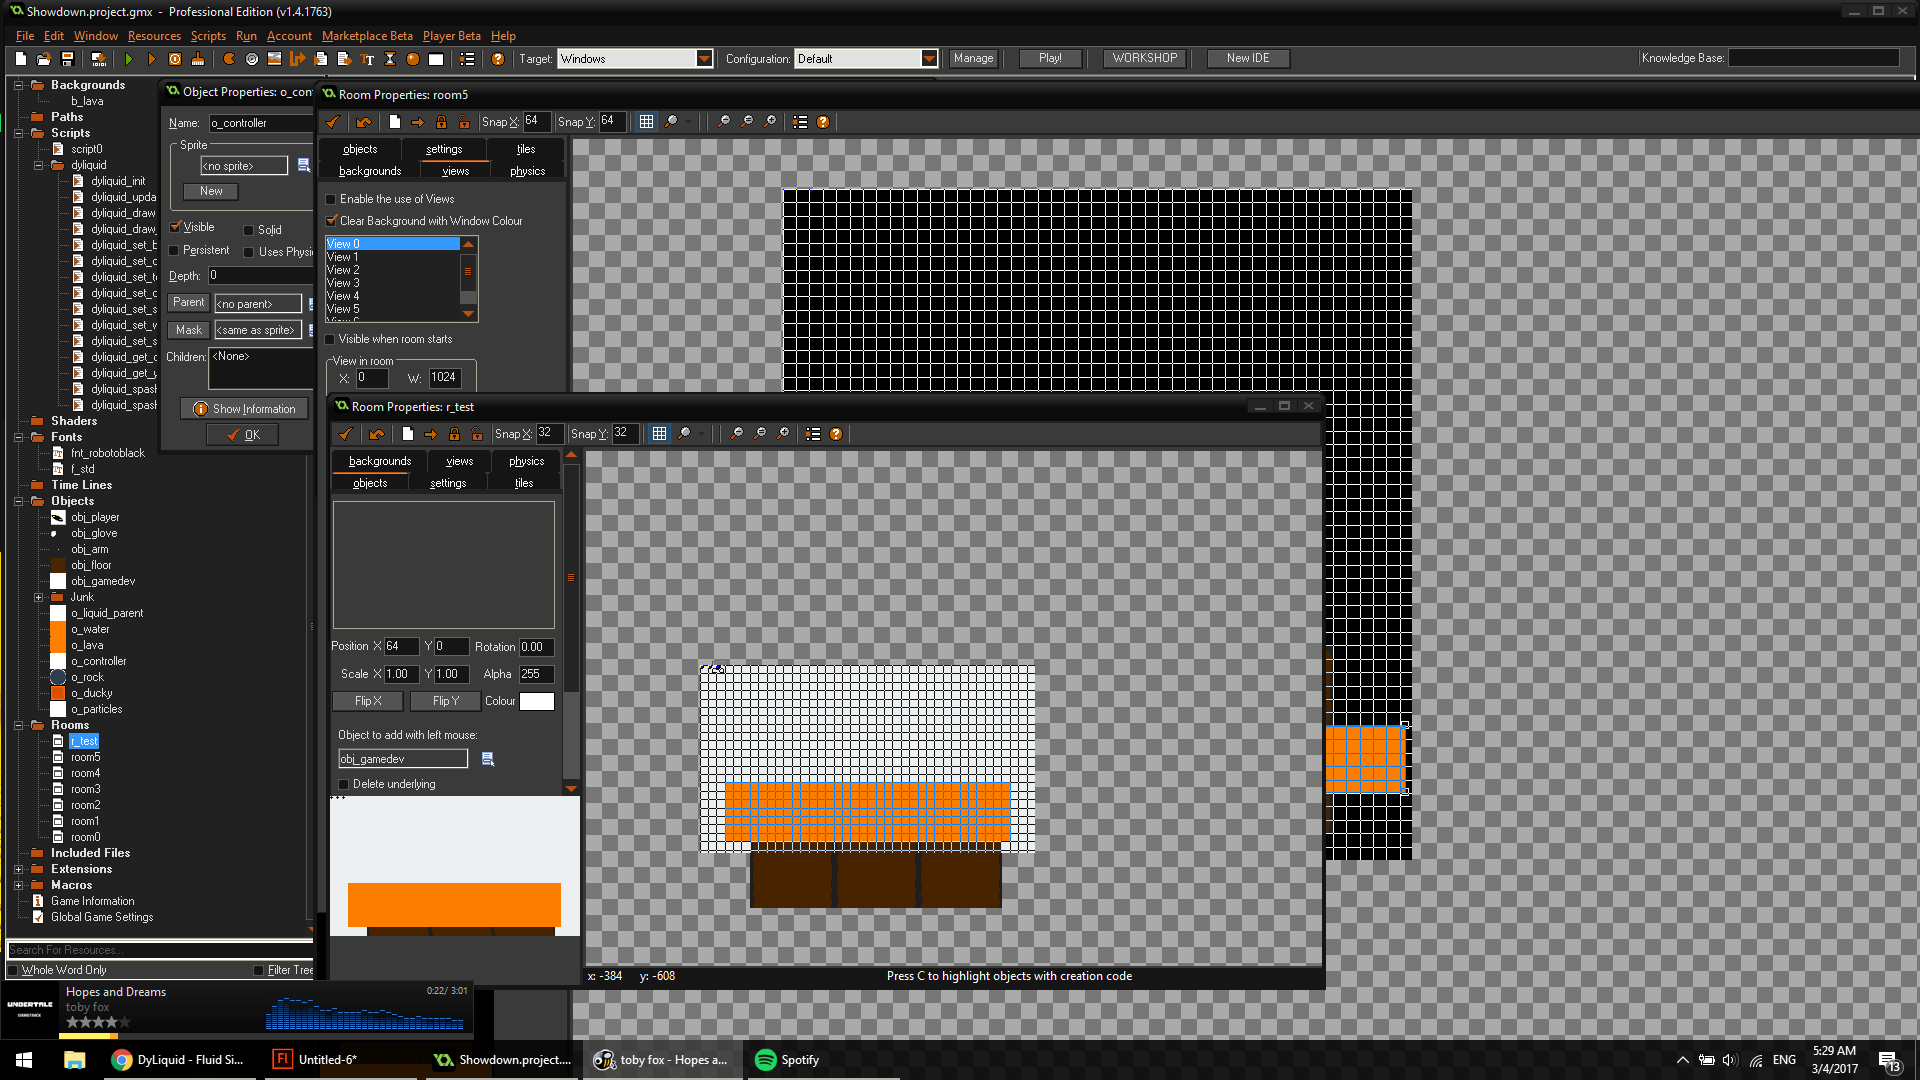 Showdown.project.gmx - Professional Edition (v1.4.1763)
File Edit Window Resources Scripts Run Account Marketplace Beta Player Beta Help
Target: Windows Configuration: Default Manage Play! WORKSHOP New IDE Knowledge Base:
Backgrounds
b_lava
Paths
Scripts
script0
dyliquid
dyliquid_init
dyliquid_upda
dyliquid_draw
dyliquid_draw_
dyliquid_set_b
dyliquid_set_c
dyliquid_set_t
dyliquid_set_c
dyliquid_set_s
dyliquid_set_w
dyliquid_set_s
dyliquid_get_c
dyliquid_get_y
dyliquid_spash
dyliquid_spash
Shaders
Fonts
fnt_robotoblack
f_std
Time Lines
Objects
obj_player
obj_glove
obj_arm
obj_floor
obj_gamedev
Junk
o_liquid_parent
o_water
o_lava
o_controller
o_rock
o_ducky
o_particles
Rooms
r_test
room5
room4
room3
room2
room1
room0
Included Files
Extensions
Macros
Game Information
Global Game Settings
Search For Resources...
Whole Word Only Filter Tree
Object Properties: o_con
Name: o_controller
Sprite
<no sprite>
New
Visible Solid
Persistent Uses Physi
Depth: 0
Parent <no parent>
Mask <same as sprite>
Children: <None>
Show Information
OK
Room Properties: room5
Snap X: 64 Snap Y: 64
objects settings tiles
backgrounds views physics
Enable the use of Views
Clear Background with Window Colour
View 0
View 1
View 2
View 3
View 4
View 5
Visible when room starts
View in room
X: 0 W: 1024
Room Properties: r_test
Snap X: 32 Snap Y: 32
backgrounds views physics
objects settings tiles
Position X 64 Y 0 Rotation 0.00
Scale X 1.00 Y 1.00 Alpha 255
Flip X Flip Y Colour
Object to add with left mouse:
obj_gamedev
Delete underlying
x: -384 y: -608 Press C to highlight objects with creation code
UNDERTALE
SOUNDTRACK
Hopes and Dreams 0:22/ 3:01
toby fox
DyLiquid - Fluid Si... Untitled-6* Showdown.project.... toby fox - Hopes a... Spotify
ENG 5:29 AM
3/4/2017
13